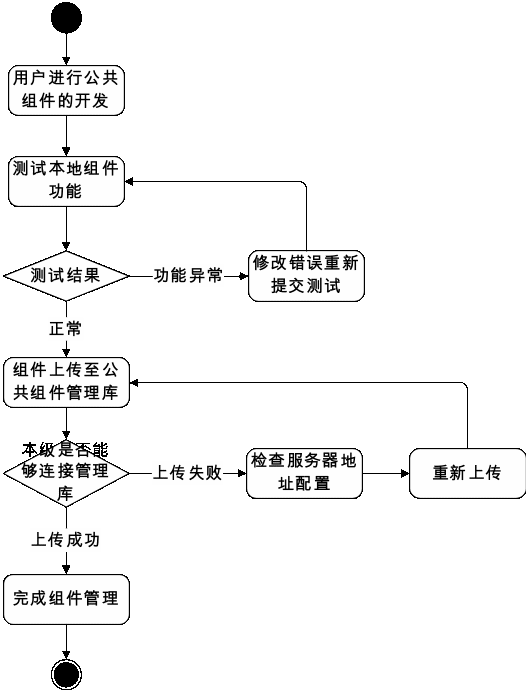 用户进行公共
组件的开发
测试本地组件
功能
测试结果
功能异常
修改错误重新
提交测试
正常
组件上传至公
共组件管理库
本级是否能
够连接管理
库
上传失败
检查服务器地
址配置
重新上传
上传成功
完成组件管理